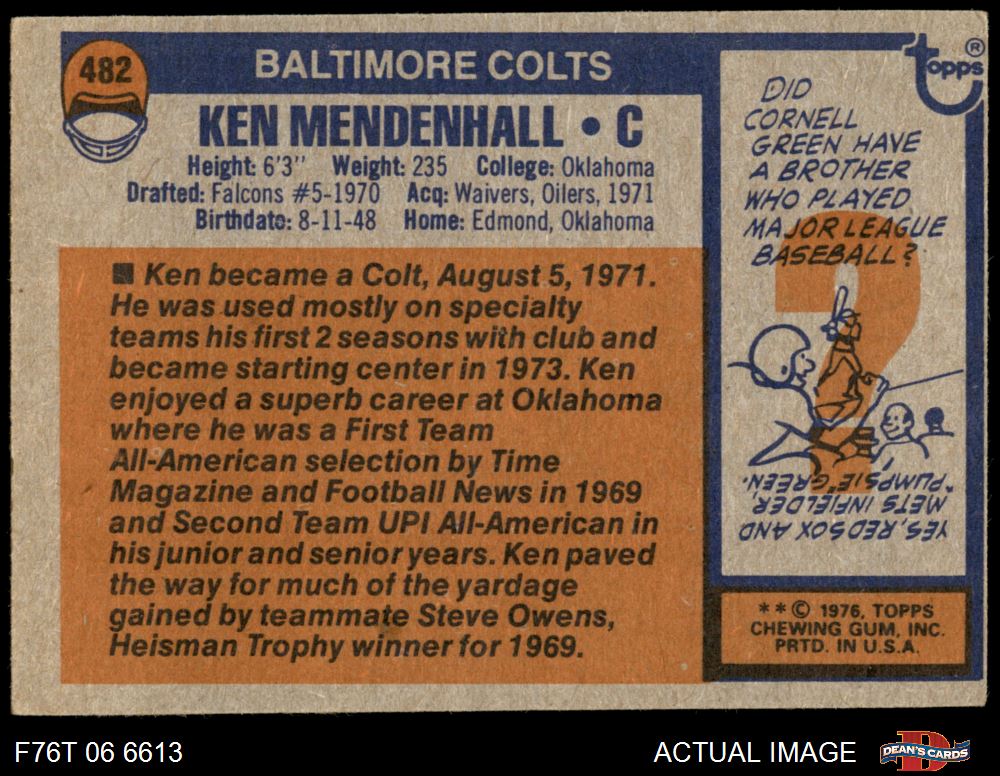 482
BALTIMORE COLTS
KEN MENDENHALL • C
Height: 6'3" Weight: 235 College: Oklahoma
Drafted: Falcons #5-1970 Acq: Waivers, Oilers, 1971
Birthdate: 8-11-48 Home: Edmond, Oklahoma
■ Ken became a Colt, August 5, 1971.
He was used mostly on specialty
teams his first 2 seasons with club and
became starting center in 1973. Ken
enjoyed a superb career at Oklahoma
where he was a First Team
All-American selection by Time
Magazine and Football News in 1969
and Second Team UPI All-American in
his junior and senior years. Ken paved
the way for much of the yardage
gained by teammate Steve Owens,
Heisman Trophy winner for 1969.
topps®
DID
CORNELL
GREEN HAVE
A BROTHER
WHO PLAYED
MAJOR LEAGUE
BASEBALL?
?
YES, RED SOX AND
METS INFIELDER
"PUMPSIE" GREEN.
**© 1976, TOPPS
CHEWING GUM, INC.
PRTD. IN U.S.A.
F76T 06 6613
ACTUAL IMAGE
D
DEAN'S CARDS